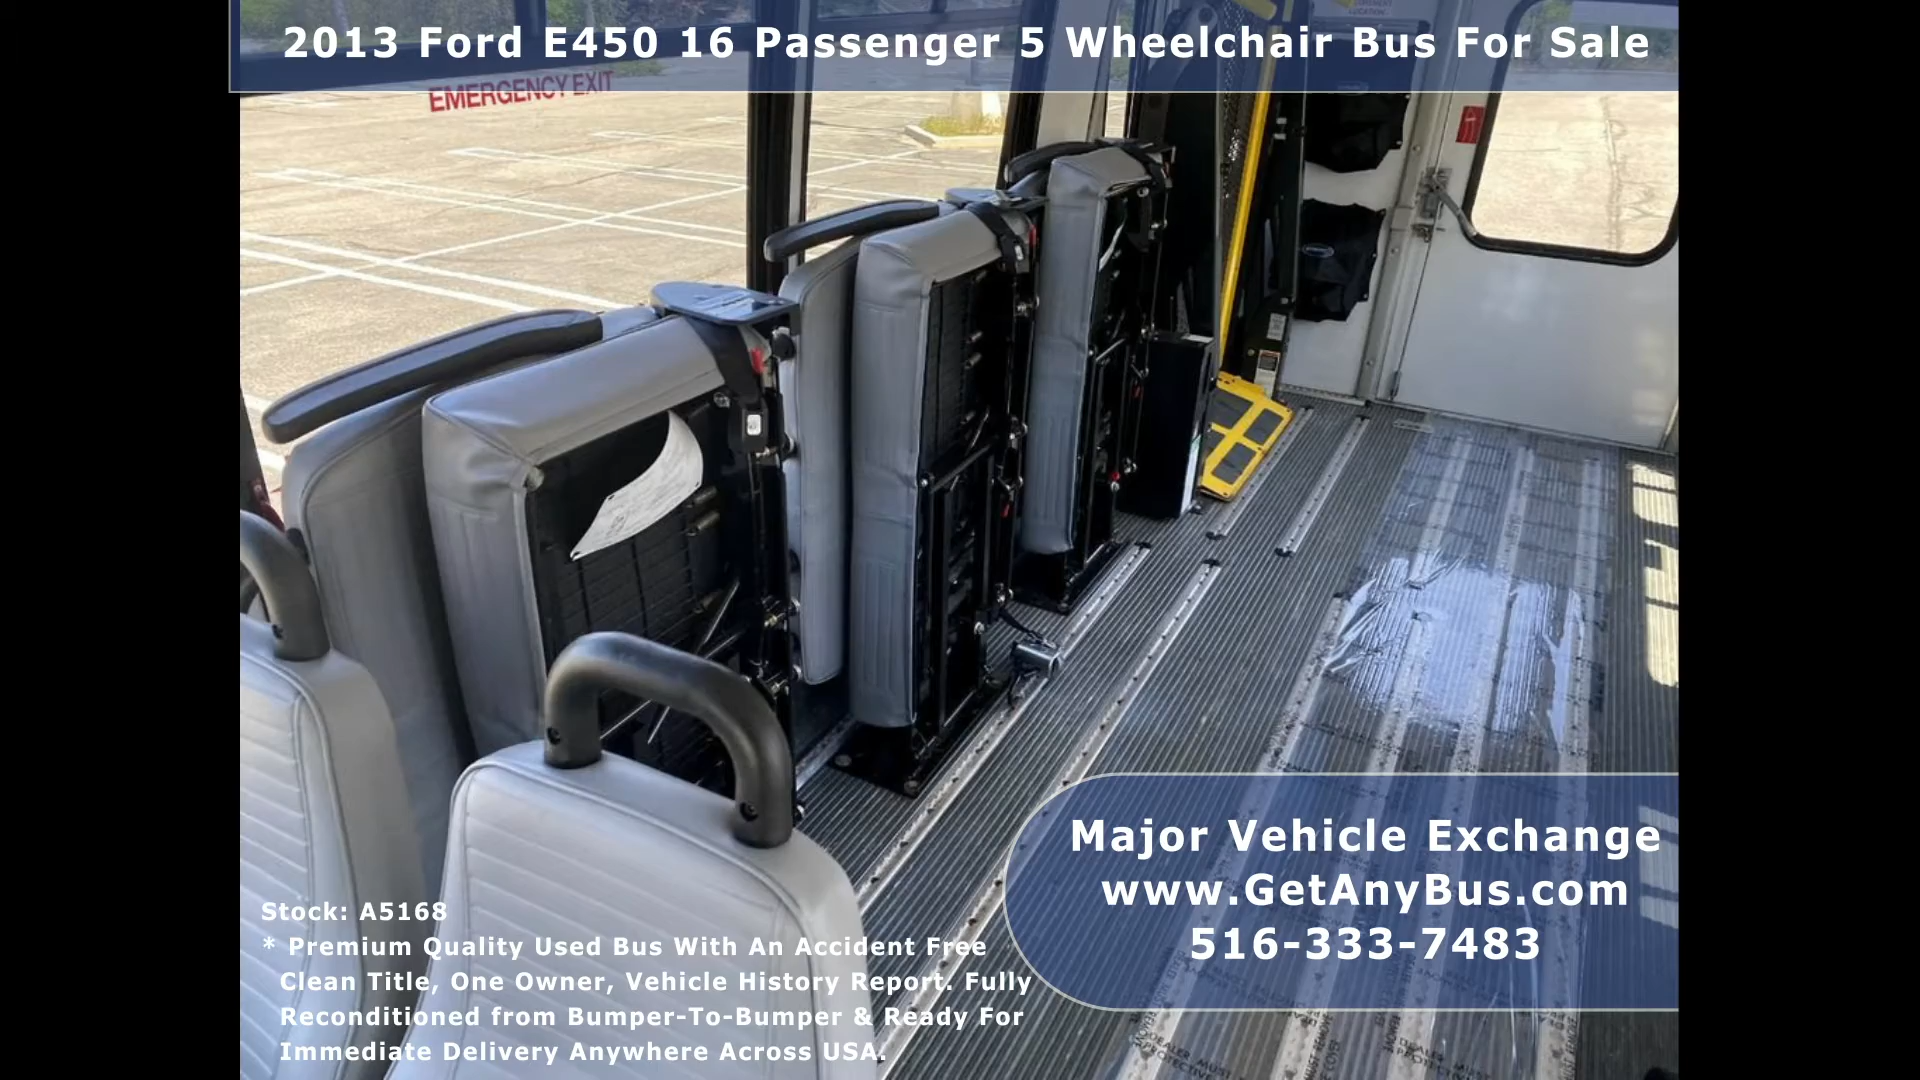 2013 Ford E450 16 Passenger 5 Wheelchair Bus For Sale
EMERGENCY EXIT
Major Vehicle Exchange
www.GetAnyBus.com
516-333-7483
Stock: A5168
* Premium Quality Used Bus With An Accident Free
Clean Title, One Owner, Vehicle History Report. Fully
Reconditioned from Bumper-To-Bumper & Ready For
Immediate Delivery Anywhere Across USA.
DEALER MUST